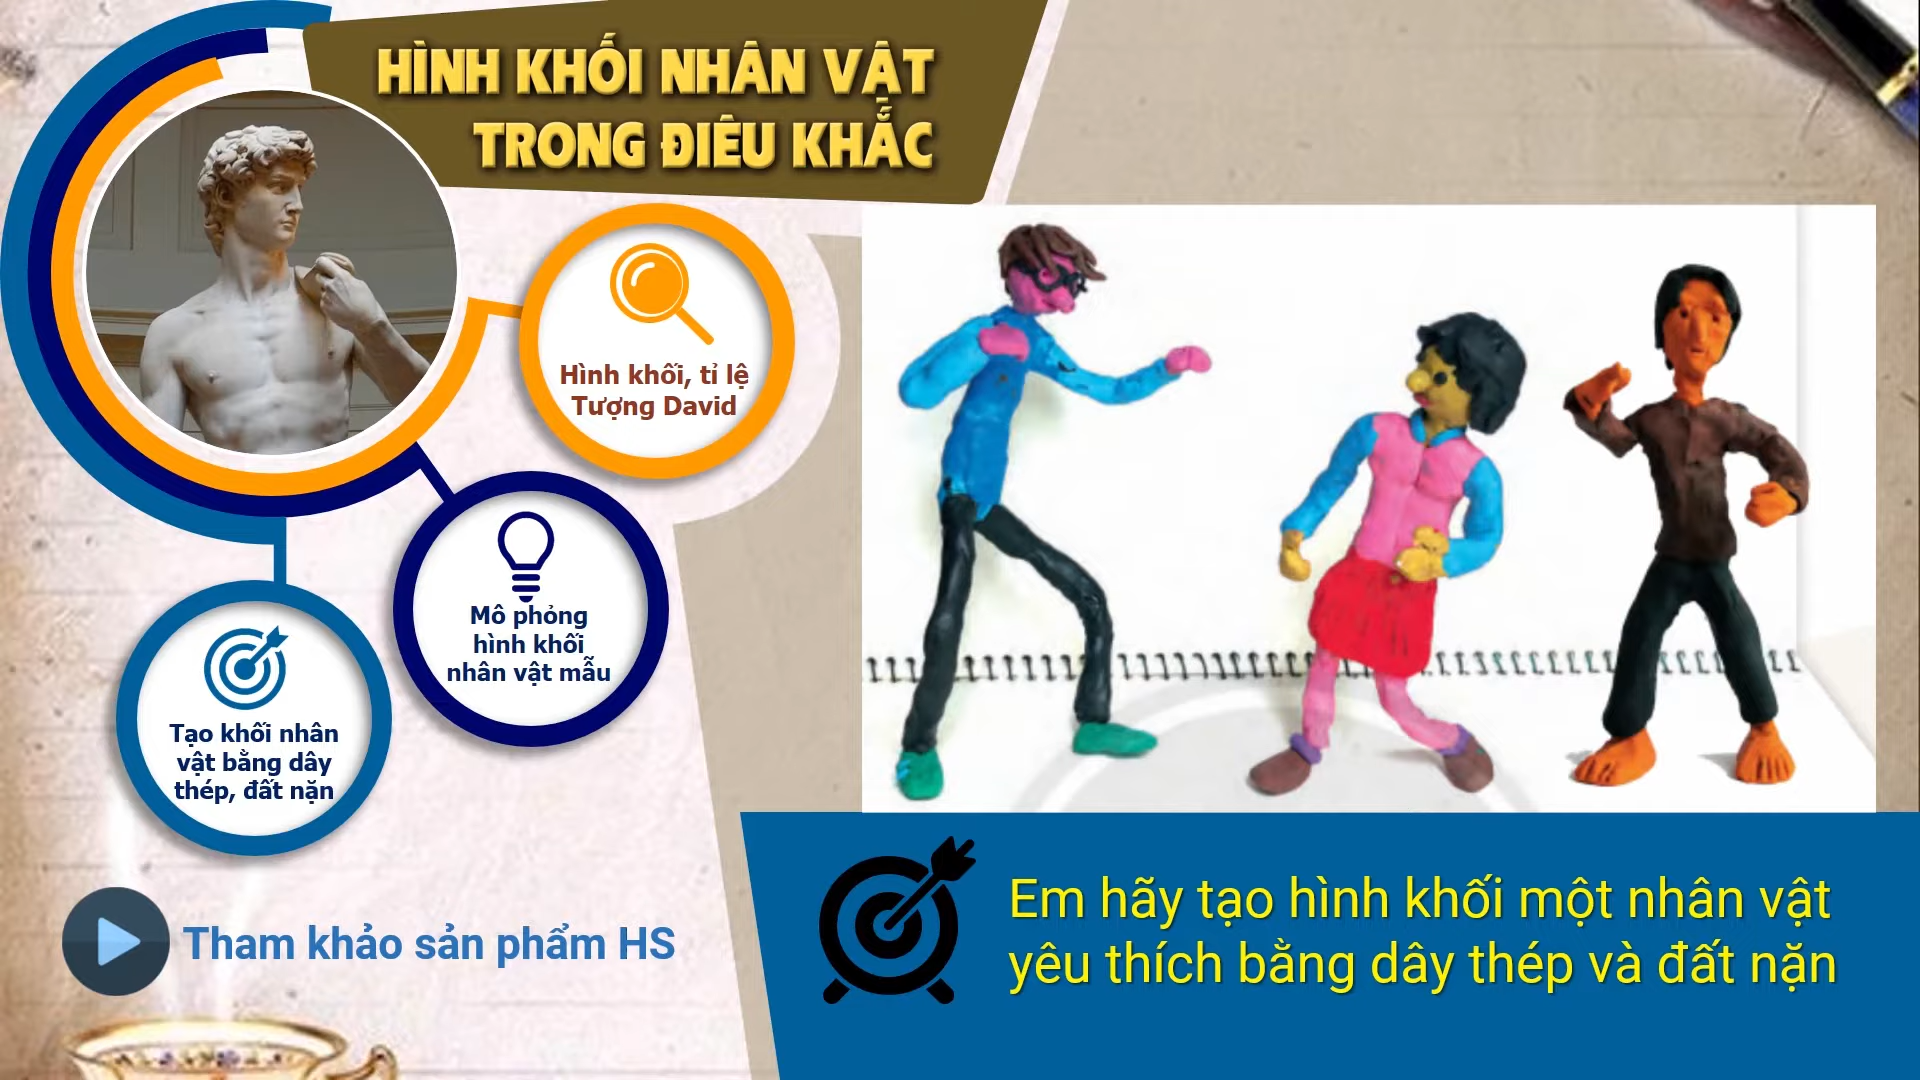 HÌNH KHỐI NHÂN VẬT
TRONG ĐIÊU KHẮC
Hình khối, tỉ lệ
Tượng David
Mô phỏng
hình khối
nhân vật mẫu
Tạo khối nhân
vật bằng dây
thép, đất nặn
Tham khảo sản phẩm HS
Em hãy tạo hình khối một nhân vật
yêu thích bằng dây thép và đất nặn